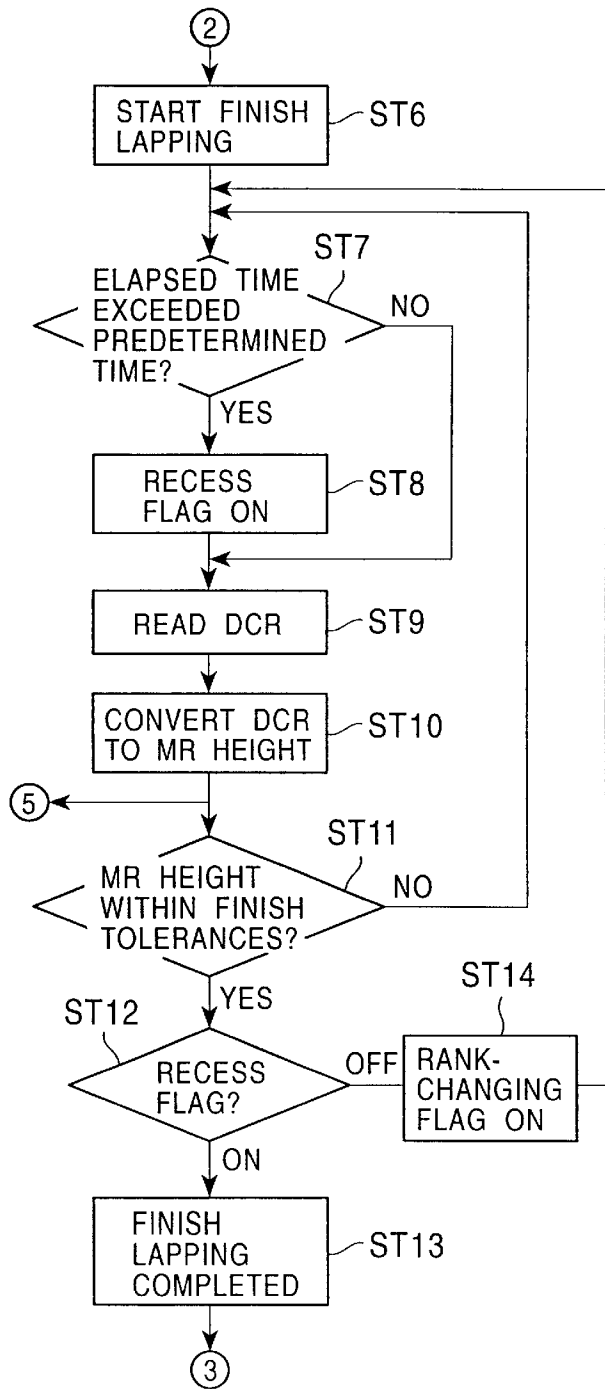 2
START FINISH
LAPPING
ST6
ST7
ELAPSED TIME
EXCEEDED
PREDETERMINED
TIME?
NO
YES
RECESS
FLAG ON
ST8
READ DCR
ST9
CONVERT DCR
TO MR HEIGHT
ST10
5
ST11
MR HEIGHT
WITHIN FINISH
TOLERANCES?
NO
YES
ST12
RECESS
FLAG?
OFF
ST14
RANK-
CHANGING
FLAG ON
ON
FINISH
LAPPING
COMPLETED
ST13
3